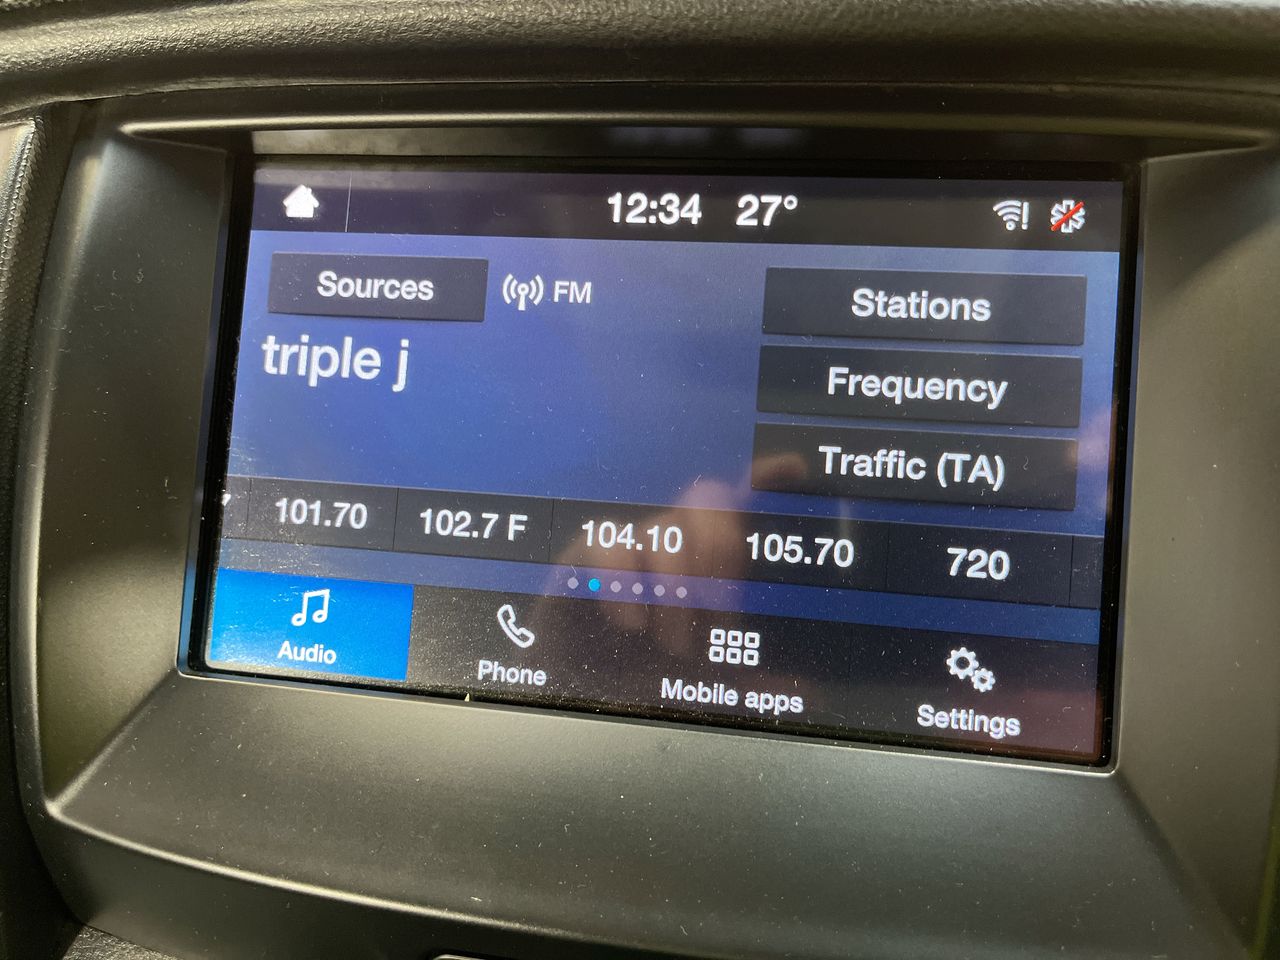 12:34 27°
Sources FM
Stations
triple j
Frequency
Traffic (TA)
101.70 102.7 F 104.10 105.70 720
Audio Phone Mobile apps Settings